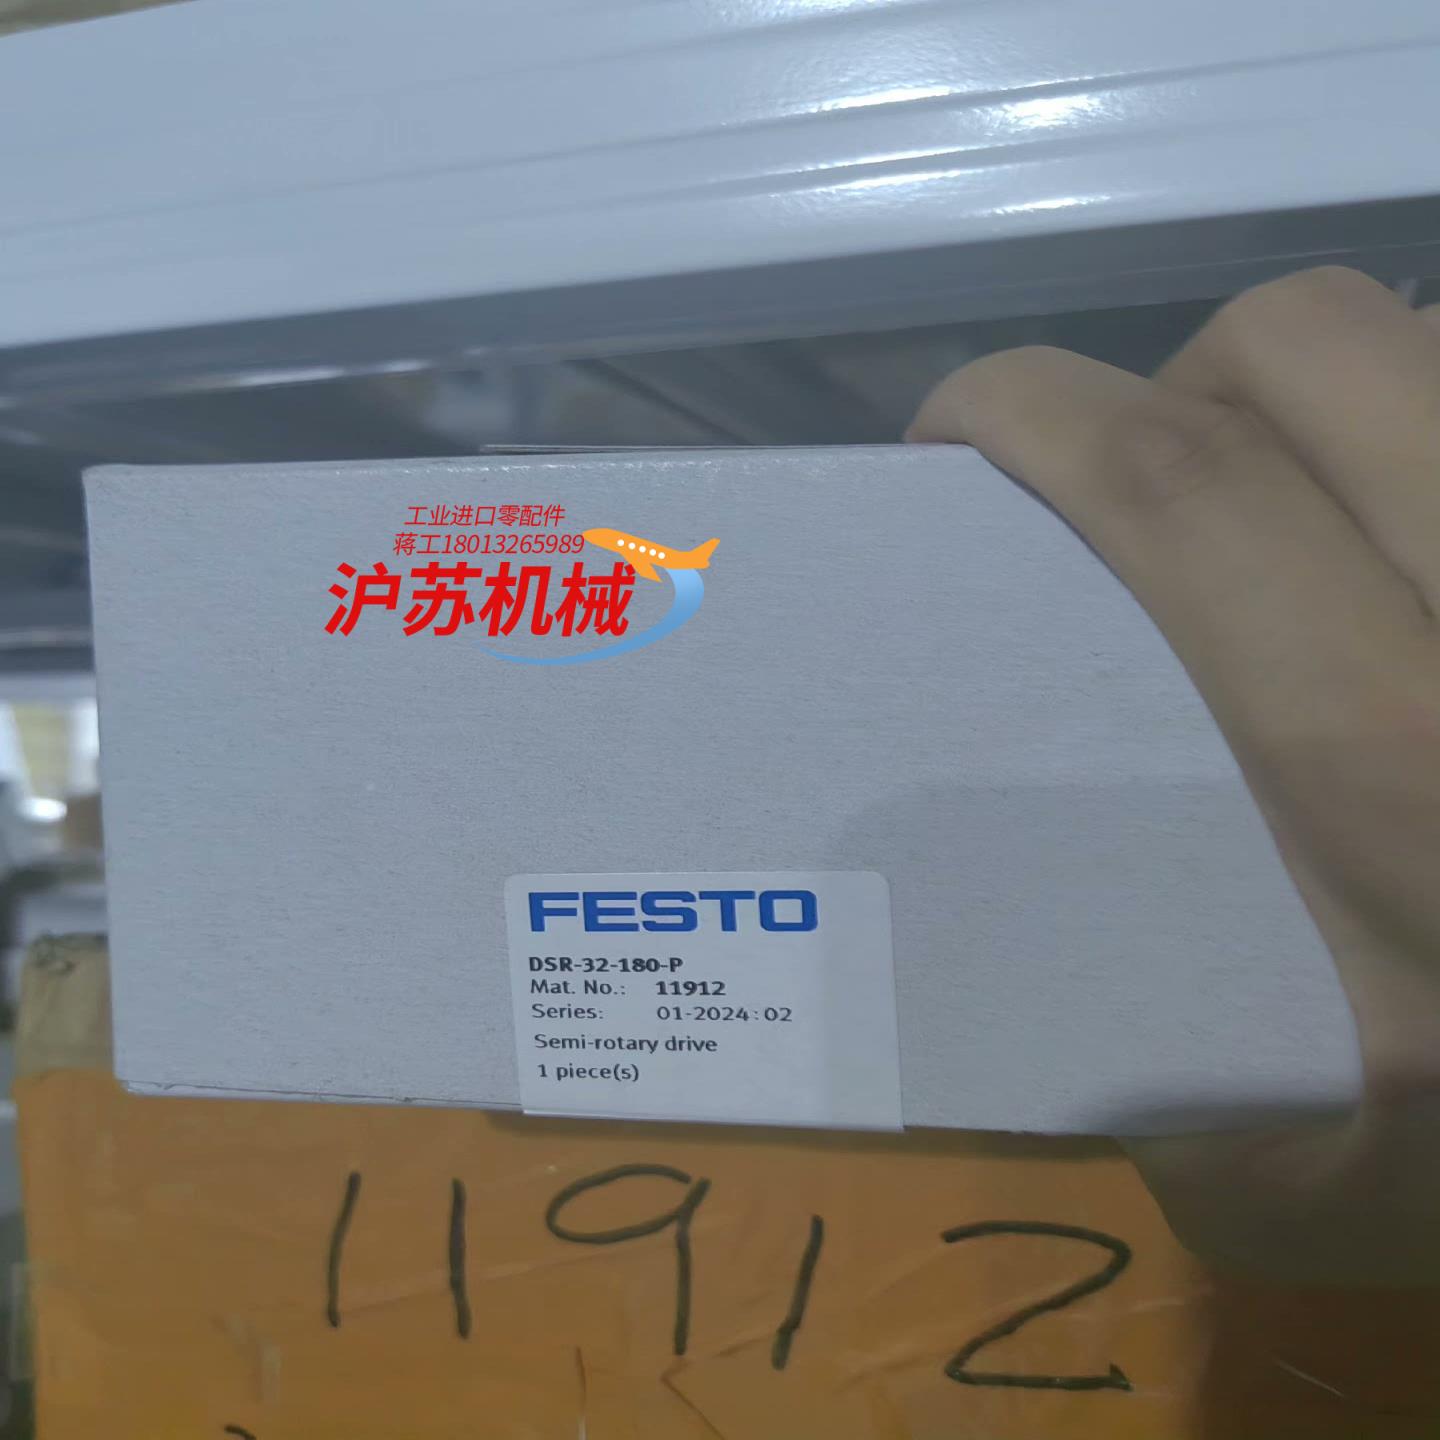 工业进口零配件
蒋工18013265989
沪苏机械
FESTO
DSR-32-180-P
Mat. No.: 11912
Series: 01-2024:02
Semi-rotary drive
1 piece(s)
11912